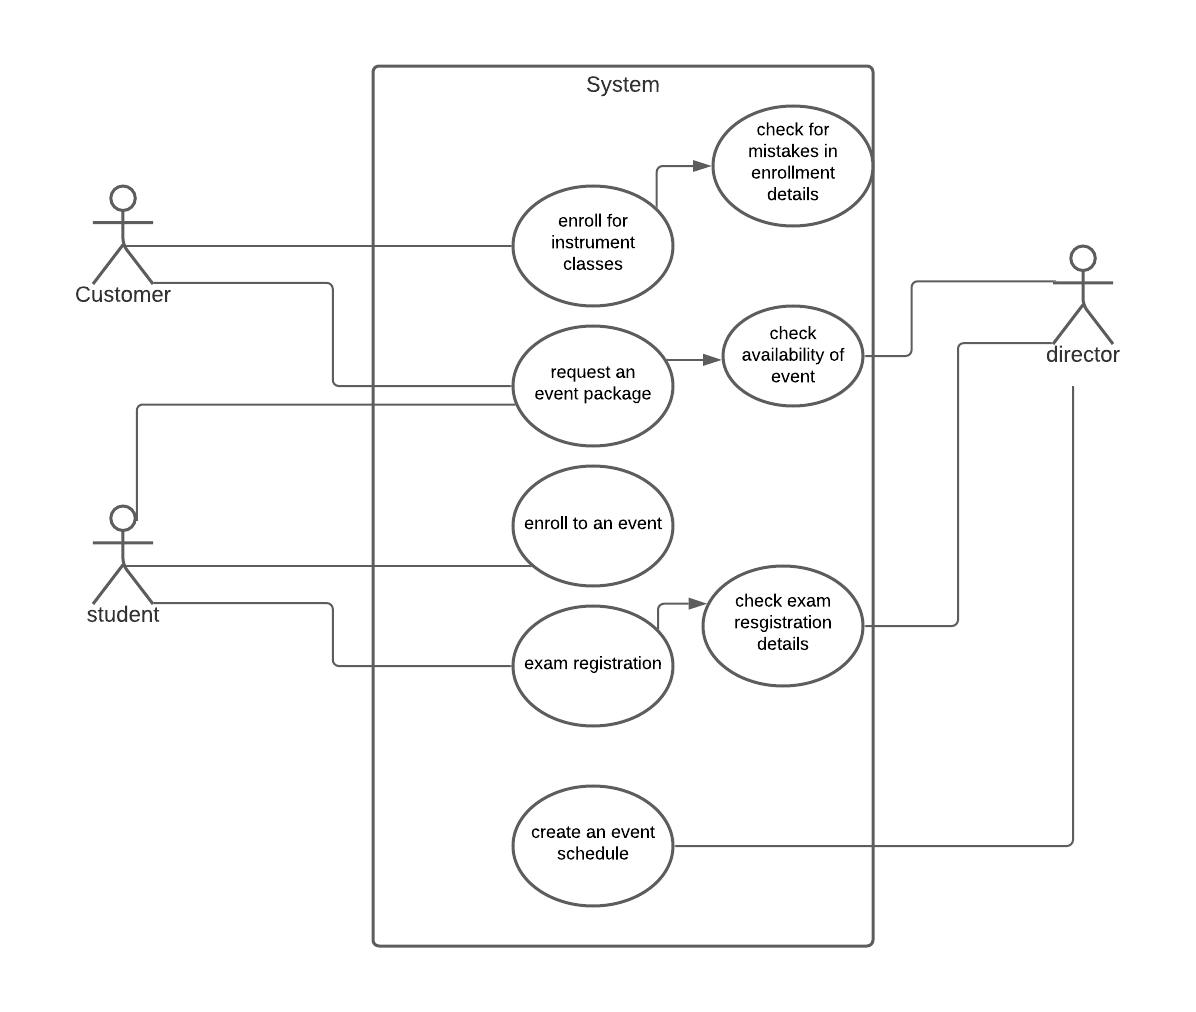 System
check for
mistakes in
enrollment
details
enroll for
instrument
classes
Customer
check
availability of
event
director
request an
event package
enroll to an event
student
check exam
resgistration
details
exam registration
create an event
schedule